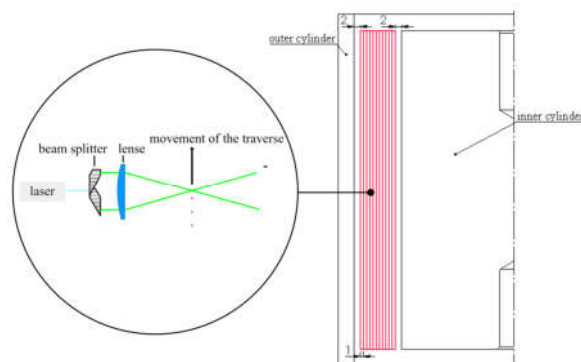 2 2
outer cylinder
movement of the traverse
beam splitter
lense
inner cylinder
laser
1